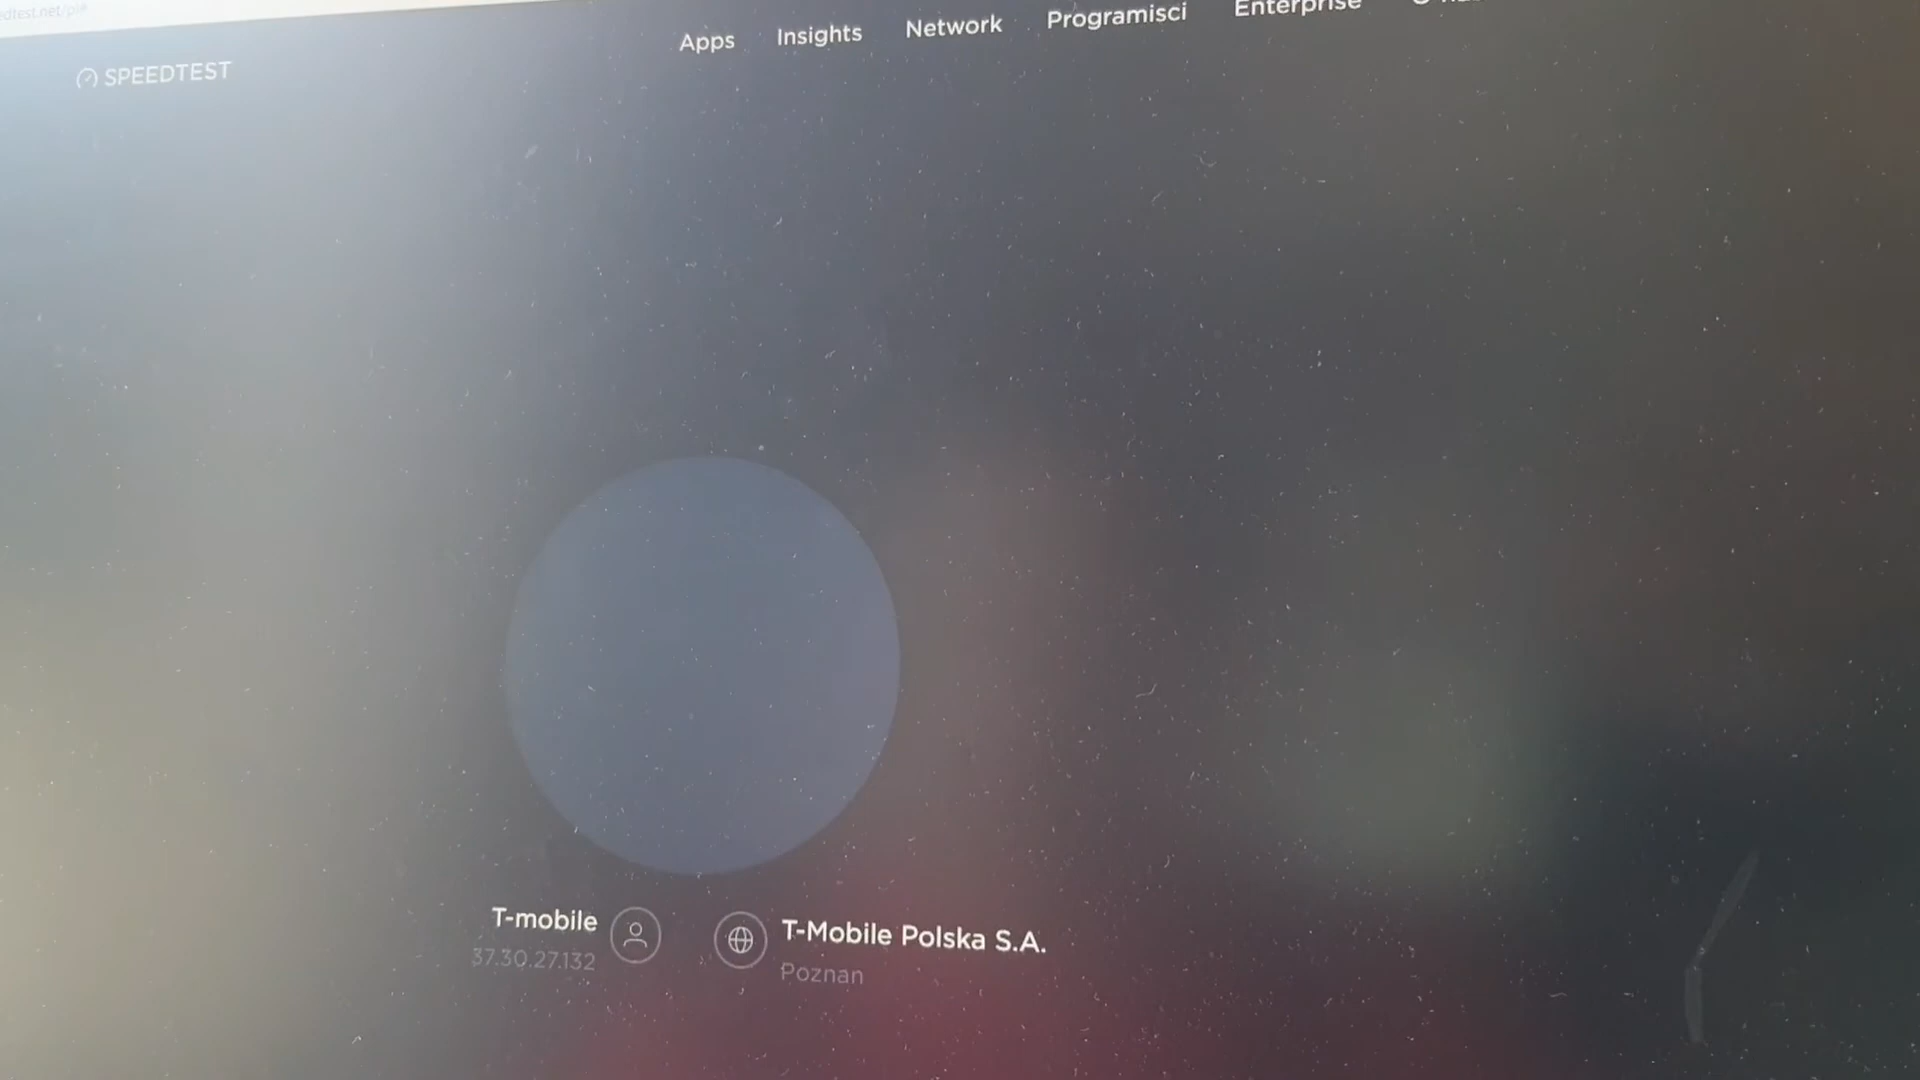 Apps Insights Network Programisci Enterprise
SPEEDTEST
T-mobile
37.30.27.132
T-Mobile Polska S.A.
Poznan